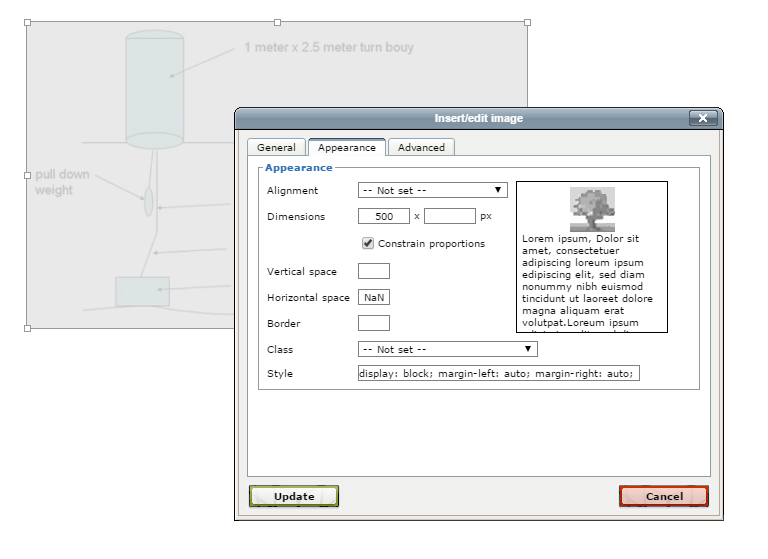 1 meter x 2.5 meter turn bouy
pull down
weight
Insert/edit image
General Appearance Advanced
Appearance
Alignment -- Not set --
Dimensions 500 x px
Constrain proportions
Vertical space
Horizontal space NaN
Border
Class -- Not set --
Style display: block; margin-left: auto; margin-right: auto;
Lorem ipsum, Dolor sit
amet, consectetuer
adipiscing loreum ipsum
edipiscing elit, sed diam
nonummy nibh euismod
tincidunt ut laoreet dolore
magna aliquam erat
volutpat.Loreum ipsum
Update Cancel